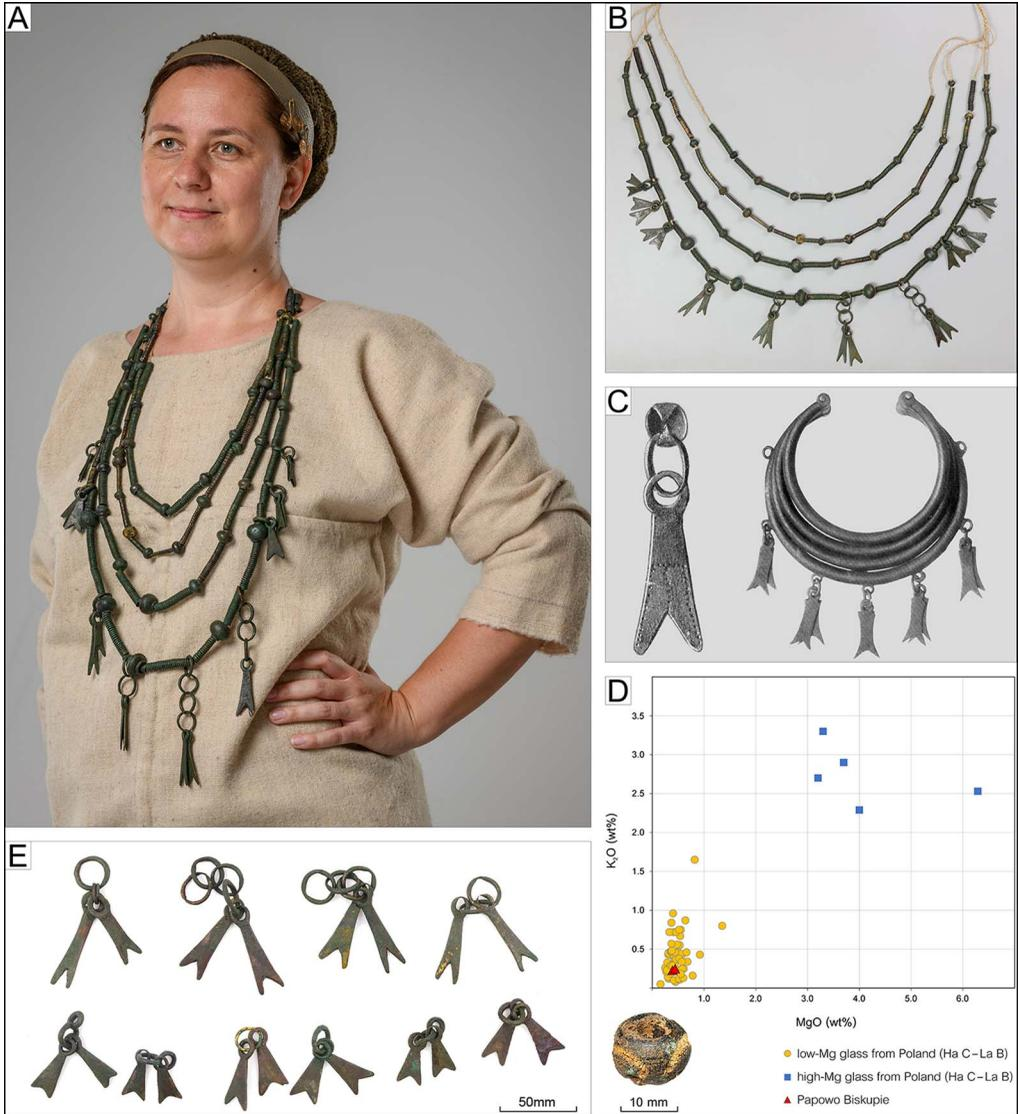 A
B
C
D
K₂O (wt%)
3.5
3.0
2.5
2.0
1.5
1.0
0.5
1.0
2.0
3.0
4.0
5.0
6.0
MgO (wt%)
low-Mg glass from Poland (Ha C–La B)
high-Mg glass from Poland (Ha C–La B)
Papowo Biskupie
10 mm
E
50mm